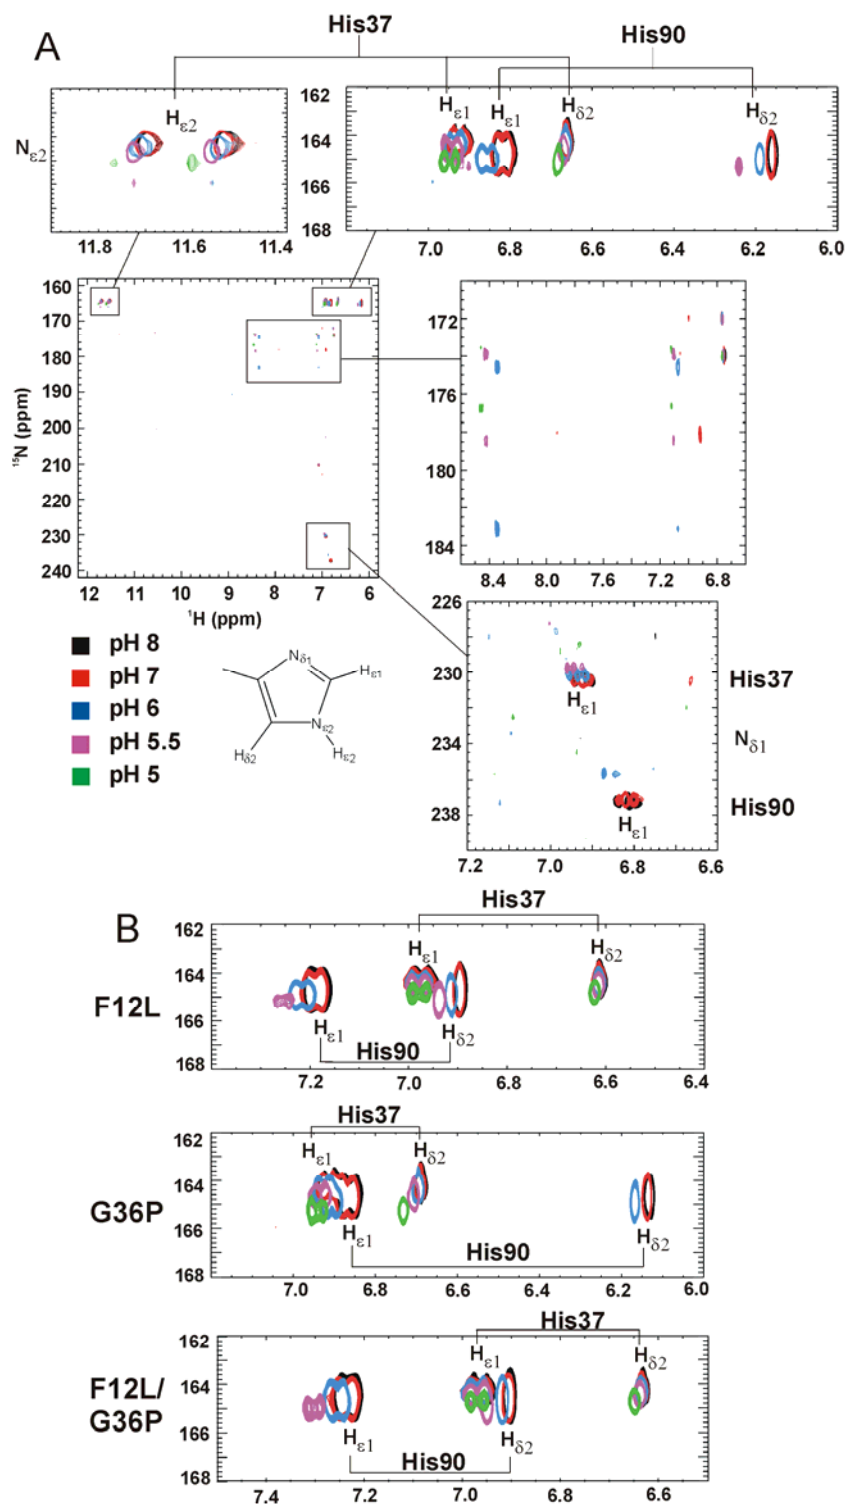 A
His37
His90
Hε2
Nε2
11.8 11.6 11.4
162
164
166
168
Hε1 Hε1 Hδ2 Hδ2
7.0 6.8 6.6 6.4 6.2 6.0
160
170
180
190
200
210
220
230
240
¹⁵N (ppm)
12 11 10 9 8 7 6
¹H (ppm)
172
176
180
184
8.4 8.0 7.6 7.2 6.8
pH 8
pH 7
pH 6
pH 5.5
pH 5
Nδ1
Hε1
Nε2
Hδ2
Hε2
226
230
234
238
Hε1
Hε1
7.2 7.0 6.8 6.6
His37
Nδ1
His90
B
His37
F12L
162
164
166
168
Hε1 Hδ2
Hε1 Hδ2
His90
7.2 7.0 6.8 6.6 6.4
His37
G36P
162
164
166
168
Hε1 Hδ2
Hε1 Hδ2
His90
7.0 6.8 6.6 6.4 6.2 6.0
His37
F12L/
G36P
162
164
166
168
Hε1 Hδ2
Hε1 Hδ2
His90
7.4 7.2 7.0 6.8 6.6